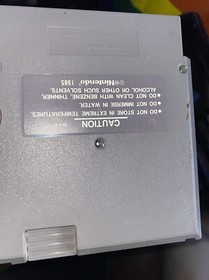 CAUTION
● DO NOT STORE IN EXTREME TEMPERATURES.
● DO NOT IMMERSE IN WATER.
● DO NOT CLEAN WITH BENZENE, THINNER,
ALCOHOL OR OTHER SUCH SOLVENTS.
Nintendo® 1985